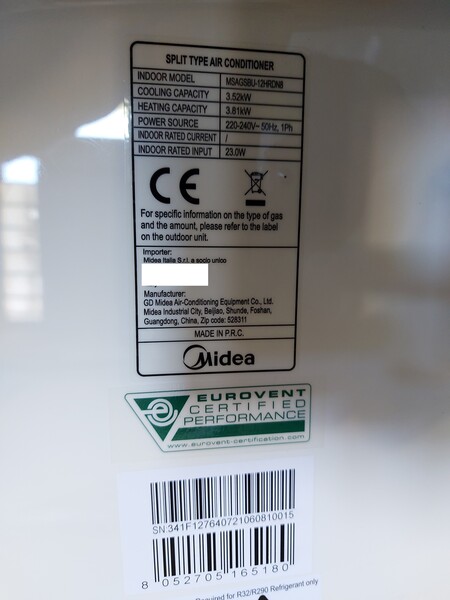 SPLIT TYPE AIR CONDITIONER
INDOOR MODEL MSAGSBU-12HRDN8
COOLING CAPACITY 3.52kW
HEATING CAPACITY 3.81kW
POWER SOURCE 220-240V~ 50Hz, 1Ph
INDOOR RATED CURRENT /
INDOOR RATED INPUT 23.0W
CE
For specific information on the type of gas
and the amount, please refer to the label
on the outdoor unit.
Importer:
Midea Italia S.r.l. a socio unico
Manufacturer:
GD Midea Air-Conditioning Equipment Co., Ltd.
Midea Industrial City, Beijiao, Shunde, Foshan,
Guangdong, China, Zip code: 528311
MADE IN P.R.C.
Midea
EUROVENT
CERTIFIED
PERFORMANCE
www.eurovent-certification.com
SN:341F127640721060810015
8 052705 165180
Required for R32/R290 Refrigerant only